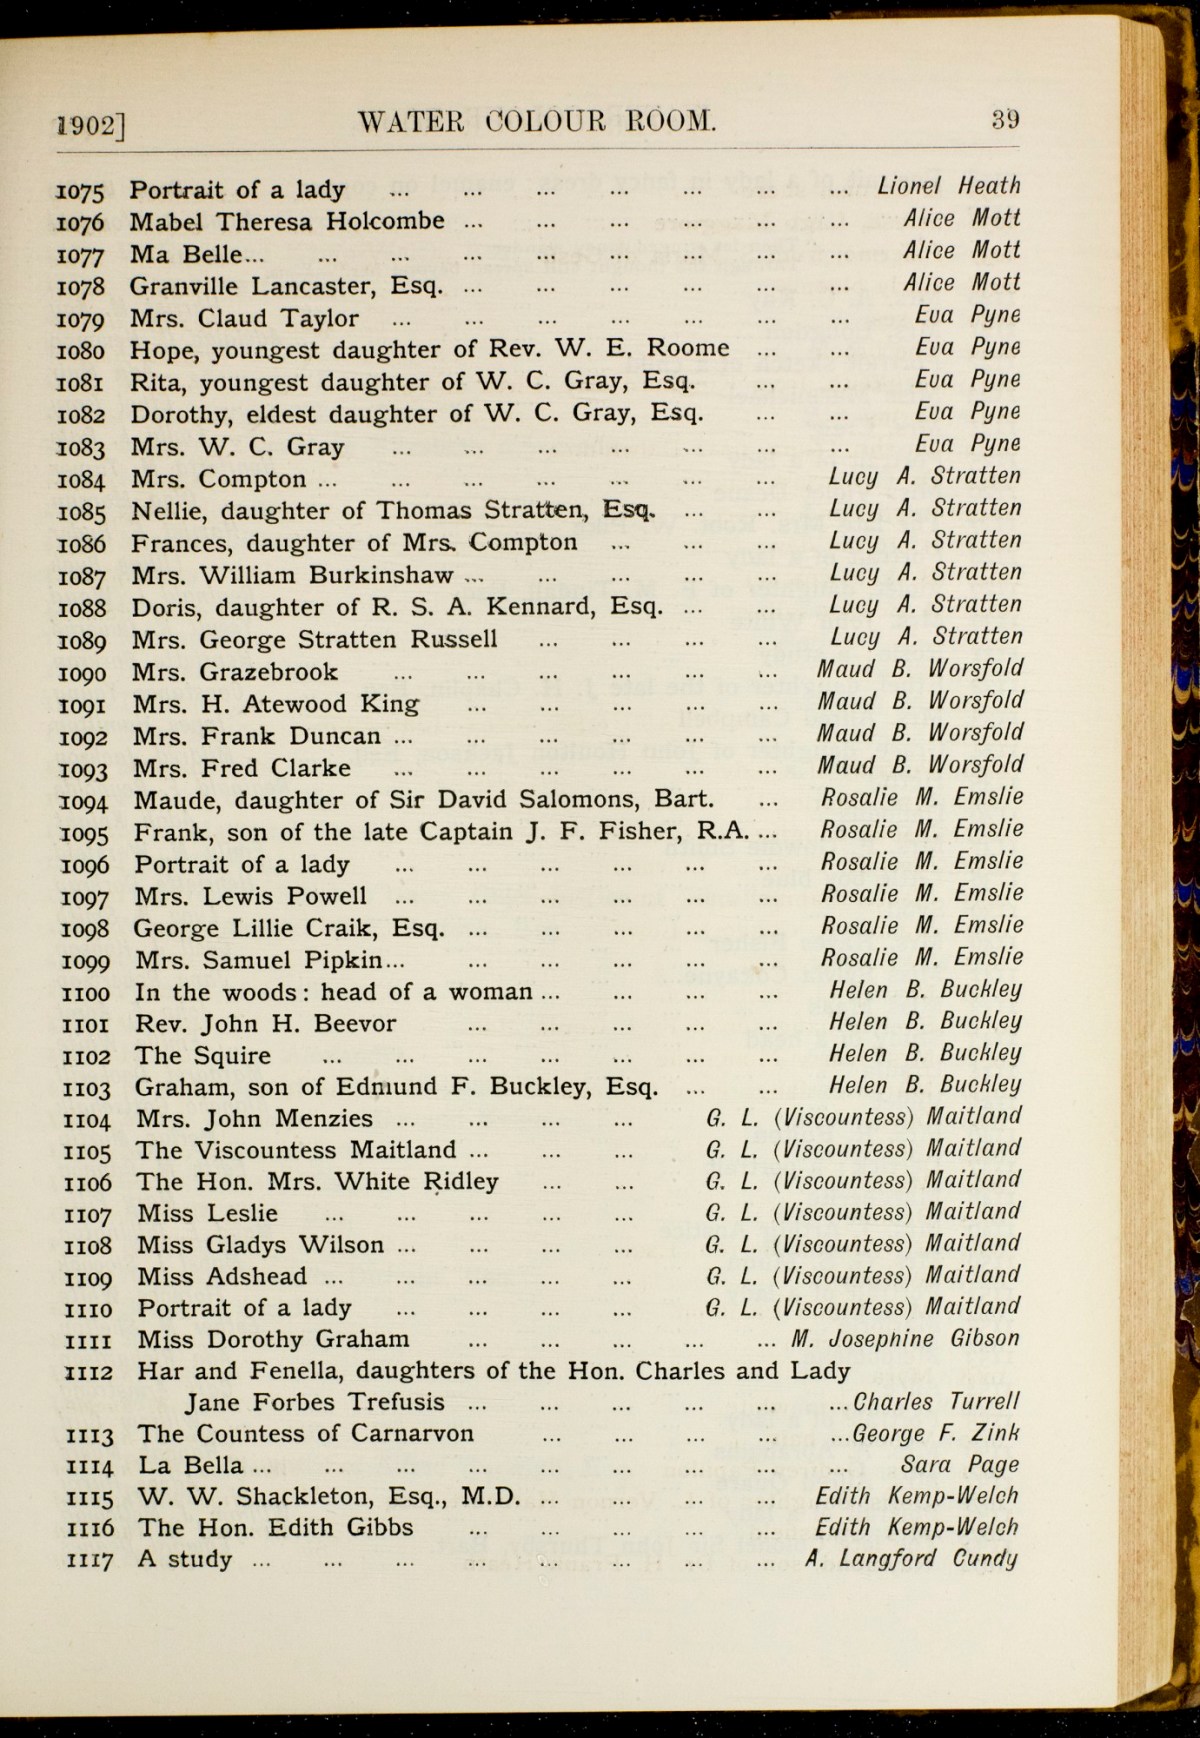 1902] WATER COLOUR ROOM. 39
1075 Portrait of a lady ... ... ... ... ... ... ... Lionel Heath
1076 Mabel Theresa Holcombe ... ... ... ... ... ... Alice Mott
1077 Ma Belle... ... ... ... ... ... ... ... ... Alice Mott
1078 Granville Lancaster, Esq. ... ... ... ... ... ... Alice Mott
1079 Mrs. Claud Taylor ... ... ... ... ... ... ... Eva Pyne
1080 Hope, youngest daughter of Rev. W. E. Roome ... ... Eva Pyne
1081 Rita, youngest daughter of W. C. Gray, Esq. ... ... Eva Pyne
1082 Dorothy, eldest daughter of W. C. Gray, Esq. ... ... Eva Pyne
1083 Mrs. W. C. Gray ... ... ... ... ... ... ... Eva Pyne
1084 Mrs. Compton ... ... ... ... ... ... ... Lucy A. Stratten
1085 Nellie, daughter of Thomas Stratten, Esq. ... ... Lucy A. Stratten
1086 Frances, daughter of Mrs. Compton ... ... ... Lucy A. Stratten
1087 Mrs. William Burkinshaw ... ... ... ... ... Lucy A. Stratten
1088 Doris, daughter of R. S. A. Kennard, Esq. ... ... Lucy A. Stratten
1089 Mrs. George Stratten Russell ... ... ... ... Lucy A. Stratten
1090 Mrs. Grazebrook ... ... ... ... ... ... Maud B. Worsfold
1091 Mrs. H. Atewood King ... ... ... ... ... Maud B. Worsfold
1092 Mrs. Frank Duncan ... ... ... ... ... ... Maud B. Worsfold
1093 Mrs. Fred Clarke ... ... ... ... ... ... Maud B. Worsfold
1094 Maude, daughter of Sir David Salomons, Bart. ... Rosalie M. Emslie
1095 Frank, son of the late Captain J. F. Fisher, R.A. ... Rosalie M. Emslie
1096 Portrait of a lady ... ... ... ... ... ... Rosalie M. Emslie
1097 Mrs. Lewis Powell ... ... ... ... ... ... Rosalie M. Emslie
1098 George Lillie Craik, Esq. ... ... ... ... ... Rosalie M. Emslie
1099 Mrs. Samuel Pipkin... ... ... ... ... ... Rosalie M. Emslie
1100 In the woods: head of a woman ... ... ... ... Helen B. Buckley
1101 Rev. John H. Beevor ... ... ... ... ... Helen B. Buckley
1102 The Squire ... ... ... ... ... ... ... Helen B. Buckley
1103 Graham, son of Edmund F. Buckley, Esq. ... ... Helen B. Buckley
1104 Mrs. John Menzies ... ... ... ... G. L. (Viscountess) Maitland
1105 The Viscountess Maitland ... ... ... G. L. (Viscountess) Maitland
1106 The Hon. Mrs. White Ridley ... ... G. L. (Viscountess) Maitland
1107 Miss Leslie ... ... ... ... ... G. L. (Viscountess) Maitland
1108 Miss Gladys Wilson ... ... ... ... G. L. (Viscountess) Maitland
1109 Miss Adshead ... ... ... ... ... G. L. (Viscountess) Maitland
1110 Portrait of a lady ... ... ... ... G. L. (Viscountess) Maitland
1111 Miss Dorothy Graham ... ... ... ... ... M. Josephine Gibson
1112 Har and Fenella, daughters of the Hon. Charles and Lady
Jane Forbes Trefusis ... ... ... ... ... ... Charles Turrell
1113 The Countess of Carnarvon ... ... ... ... ... George F. Zink
1114 La Bella ... ... ... ... ... ... ... ... ... Sara Page
1115 W. W. Shackleton, Esq., M.D. ... ... ... ... Edith Kemp-Welch
1116 The Hon. Edith Gibbs ... ... ... ... ... Edith Kemp-Welch
1117 A study ... ... ... ... ... ... ... ... A. Langford Cundy